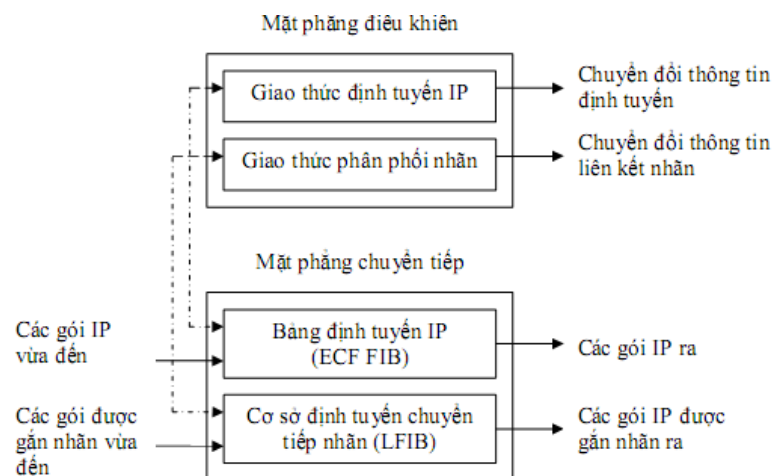 Mặt phẳng điều khiển
Giao thức định tuyến IP
Chuyển đổi thông tin
định tuyến
Giao thức phân phối nhãn
Chuyển đổi thông tin
liên kết nhãn
Mặt phẳng chuyển tiếp
Các gói IP
vừa đến
Bảng định tuyến IP
(ECF FIB)
Các gói IP ra
Các gói được
gắn nhãn vừa
đến
Cơ sở định tuyến chuyển
tiếp nhãn (LFIB)
Các gói IP được
gắn nhãn ra